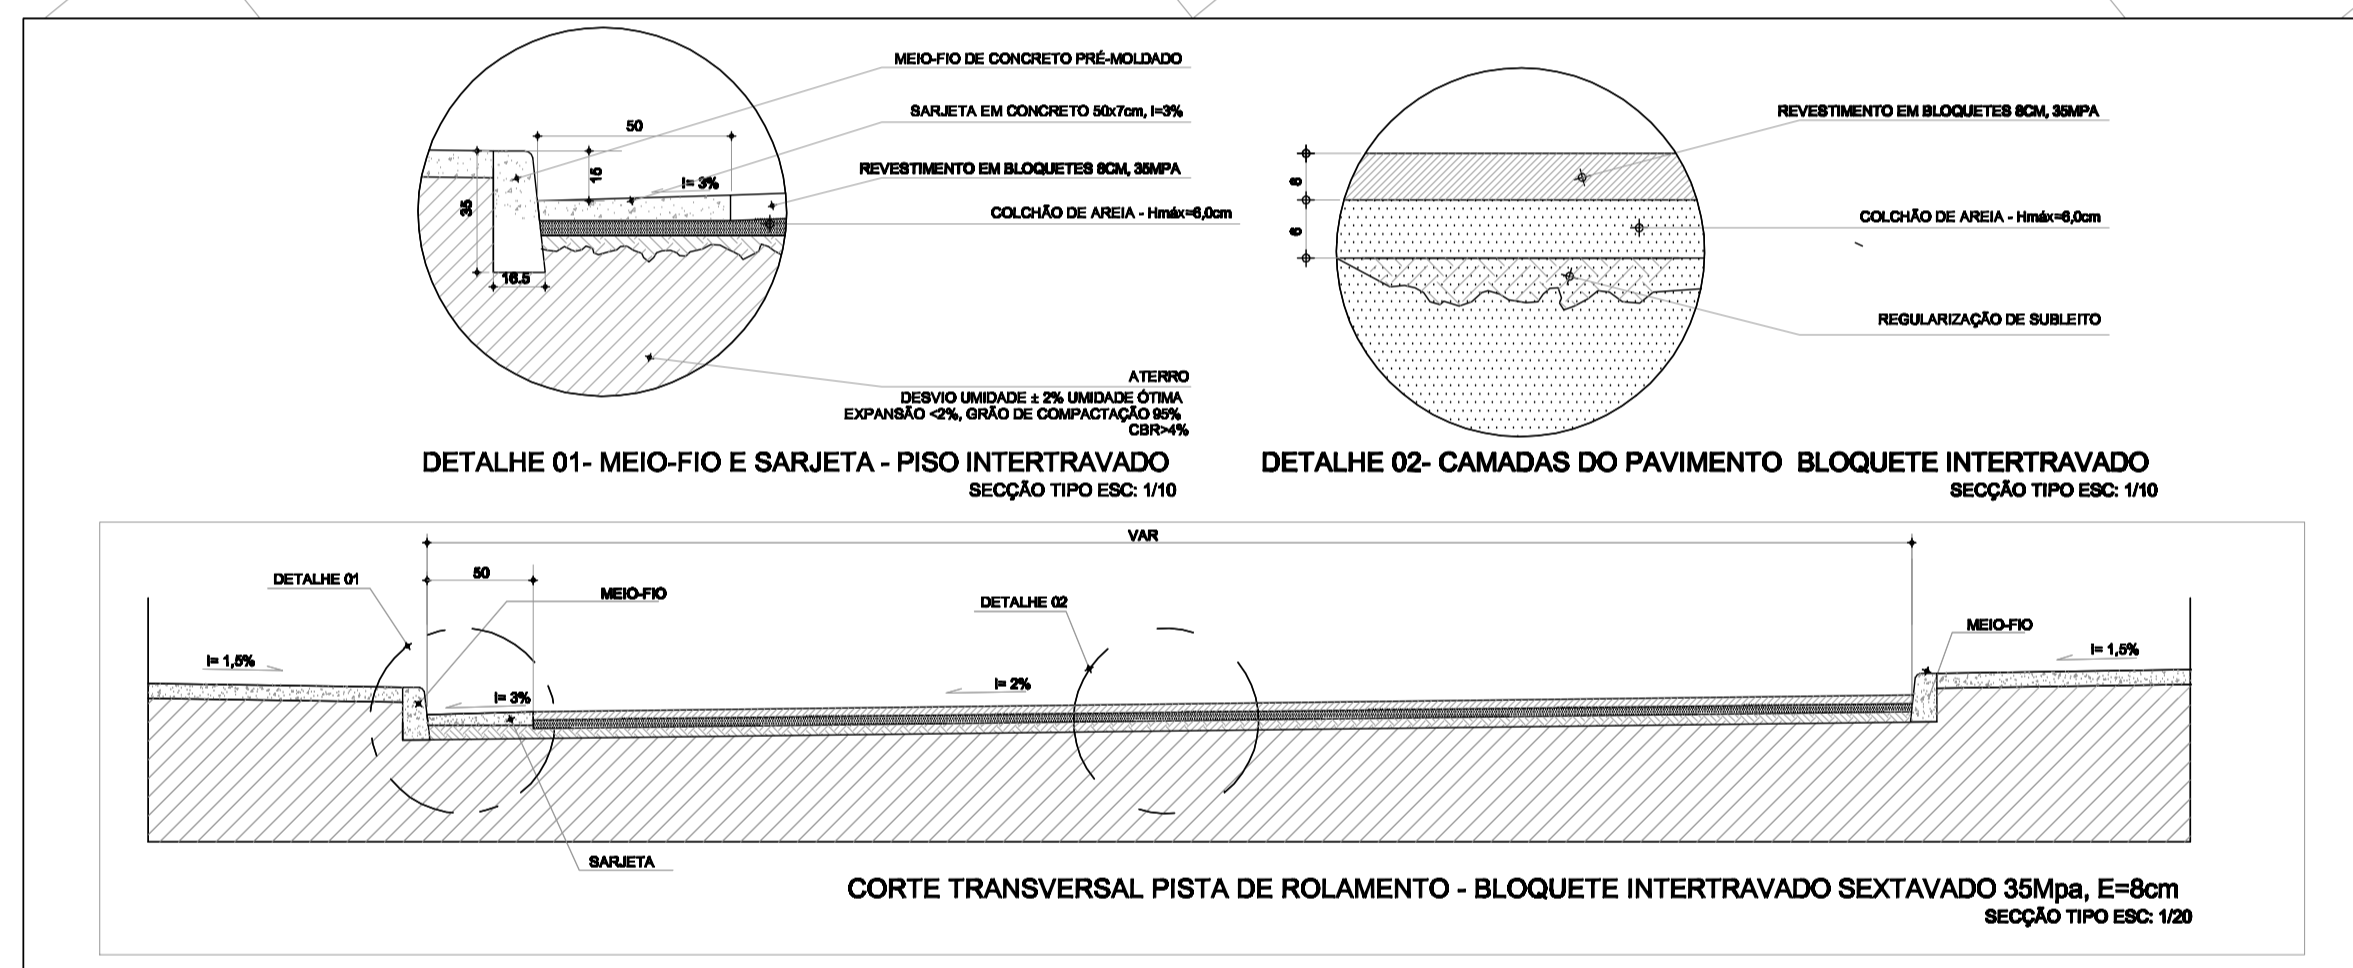 MEIO-FIO DE CONCRETO PRÉ-MOLDADO
SARJETA EM CONCRETO 50x7cm, I=3%
50
15
I= 3%
REVESTIMENTO EM BLOQUETES 8CM, 35MPA
35
COLCHÃO DE AREIA - Hmáx=6,0cm
16.5
ATERRO
DESVIO UMIDADE ± 2% UMIDADE ÓTIMA
EXPANSÃO <2%, GRÃO DE COMPACTAÇÃO 95%
CBR>4%
DETALHE 01- MEIO-FIO E SARJETA - PISO INTERTRAVADO
SECÇÃO TIPO ESC: 1/10
REVESTIMENTO EM BLOQUETES 8CM, 35MPA
8
COLCHÃO DE AREIA - Hmáx=6,0cm
6
REGULARIZAÇÃO DE SUBLEITO
DETALHE 02- CAMADAS DO PAVIMENTO BLOQUETE INTERTRAVADO
SECÇÃO TIPO ESC: 1/10
VAR
50
DETALHE 01
MEIO-FIO
DETALHE 02
MEIO-FIO
I= 1,5%
I= 3%
I= 2%
I= 1,5%
SARJETA
CORTE TRANSVERSAL PISTA DE ROLAMENTO - BLOQUETE INTERTRAVADO SEXTAVADO 35Mpa, E=8cm
SECÇÃO TIPO ESC: 1/20